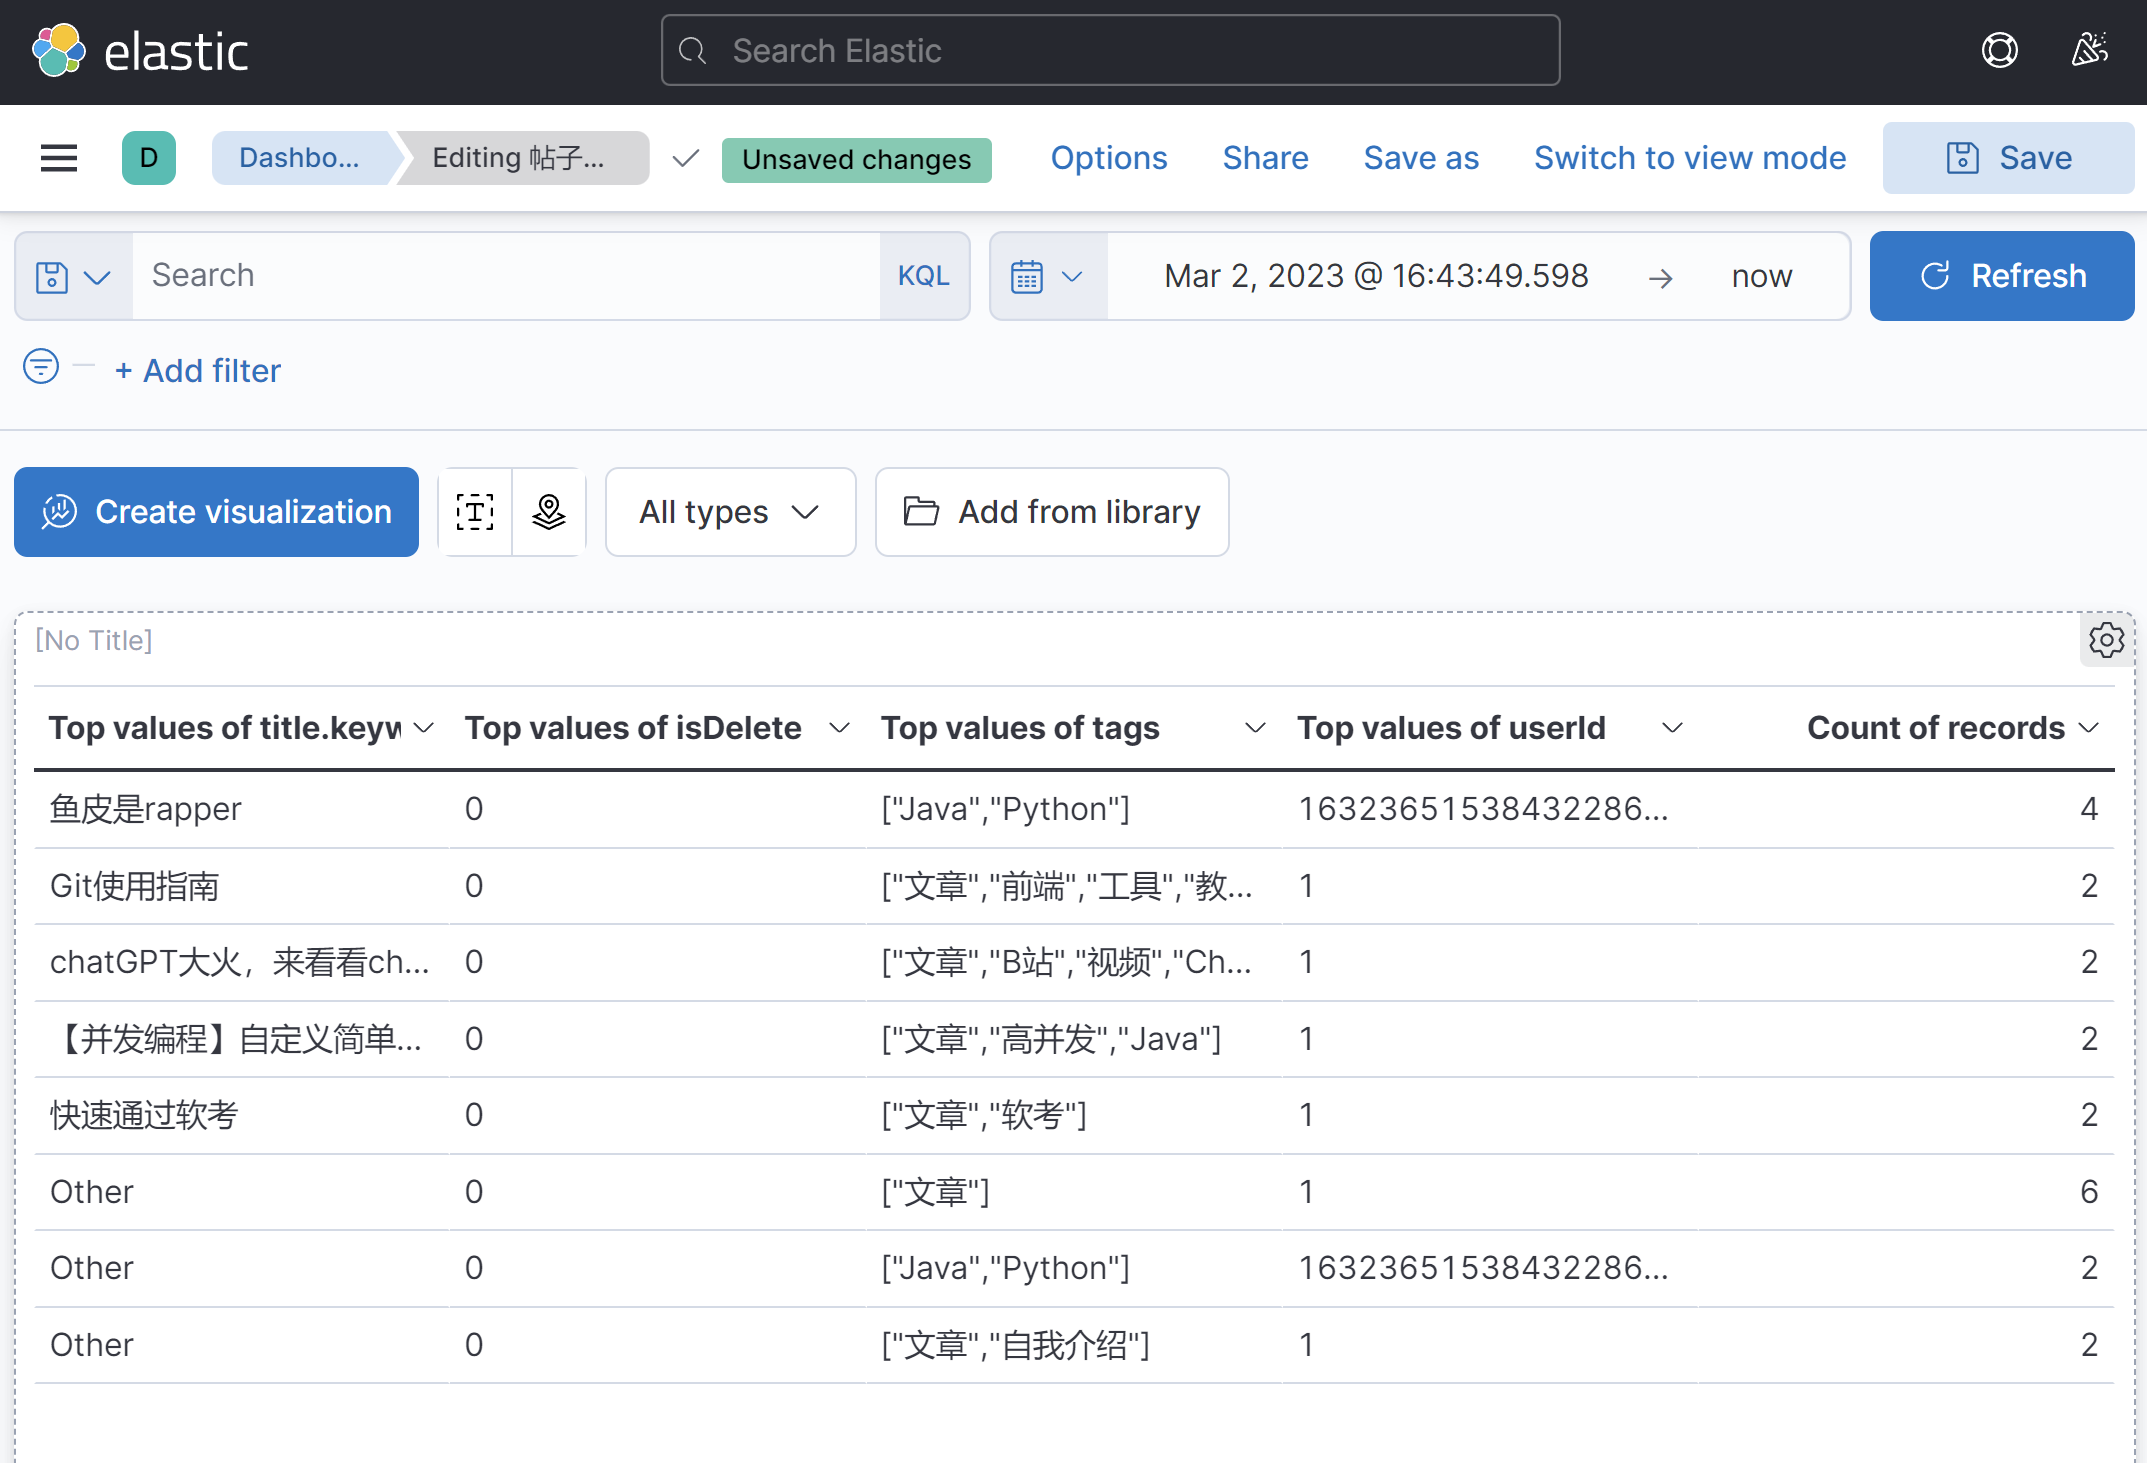 elastic
Search Elastic
D
Dashbo...
Editing 帖子...
Unsaved changes
Options
Share
Save as
Switch to view mode
Save
Search
KQL
Mar 2, 2023 @ 16:43:49.598
→
now
Refresh
+ Add filter
Create visualization
All types
Add from library
[No Title]
Top values of title.keyw Top values of isDelete Top values of tags Top values of userId Count of records
鱼皮是rapper 0 ["Java","Python"] 16323651538432286... 4
Git使用指南 0 ["文章","前端","工具","教... 1 2
chatGPT大火，来看看ch... 0 ["文章","B站","视频","Ch... 1 2
【并发编程】自定义简单... 0 ["文章","高并发","Java"] 1 2
快速通过软考 0 ["文章","软考"] 1 2
Other 0 ["文章"] 1 6
Other 0 ["Java","Python"] 16323651538432286... 2
Other 0 ["文章","自我介绍"] 1 2